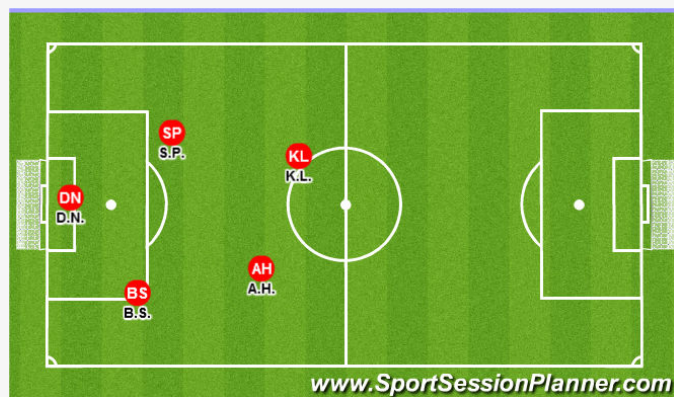 SP
S.P.
KL
K.L.
DN
D.N.
AH
A.H.
BS
B.S.
www.SportSessionPlanner.com